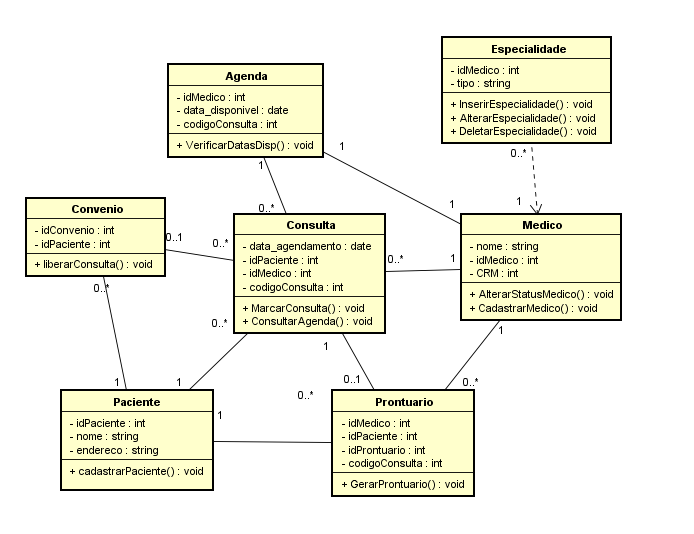 Especialidade
- idMedico : int
- tipo : string
+ InserirEspecialidade() : void
+ AlterarEspecialidade() : void
+ DeletarEspecialidade() : void
Agenda
- idMedico : int
- data_disponivel : date
- codigoConsulta : int
+ VerificarDatasDisp() : void
1
1
0..*
1
1
0..*
Convenio
- idConvenio : int
- idPaciente : int
+ liberarConsulta() : void
0..1
0..*
0..*
Consulta
- data_agendamento : date
- idPaciente : int
- idMedico : int
- codigoConsulta : int
+ MarcarConsulta() : void
+ ConsultarAgenda() : void
0..*
1
Medico
- nome : string
- idMedico : int
- CRM : int
+ AlterarStatusMedico() : void
+ CadastrarMedico() : void
0..*
1
1
1
1
0..*
0..1
0..*
1
Paciente
- idPaciente : int
- nome : string
- endereco : string
+ cadastrarPaciente() : void
Prontuario
- idMedico : int
- idPaciente : int
- idProntuario : int
- codigoConsulta : int
+ GerarProntuario() : void